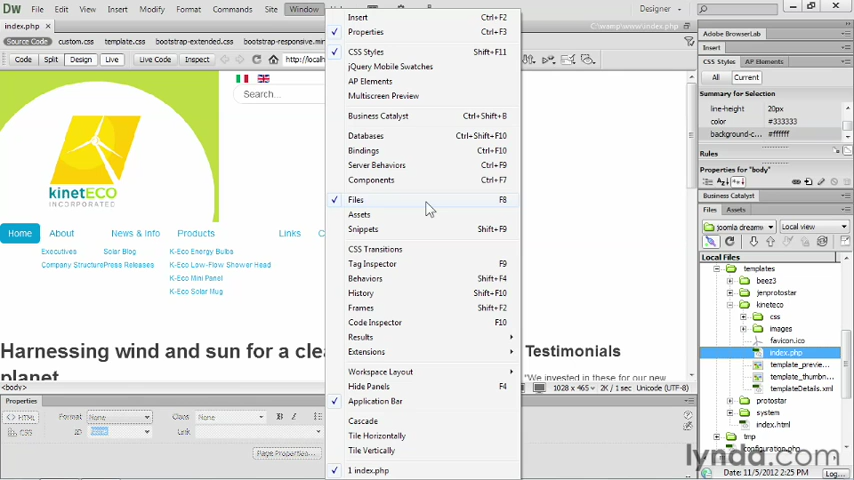 Dw File Edit View Insert Modify Format Commands Site Window Designer
index.php × C:\wamp\www\index.php
Source Code custom.css template.css bootstrap-extended.css bootstrap-responsive.min
Code Split Design Live Live Code Inspect http://localh
Search...
kinetECO
INCORPORATED
Home About News & Info Products Links C
Executives Solar Blog K-Eco Energy Bulbs
Company Structure Press Releases K-Eco Low-Flow Shower Head
K-Eco Mini Panel
K-Eco Solar Mug
Harnessing wind and sun for a clea
planet
Testimonials
"We invested in these for our new
<body>
1028 x 465 2K / 1 sec Unicode (UTF-8)
Properties
<> HTML Format None Class None B I
CSS ID None Link
Page Properties...
Insert Ctrl+F2
Properties Ctrl+F3
CSS Styles Shift+F11
jQuery Mobile Swatches
AP Elements
Multiscreen Preview
Business Catalyst Ctrl+Shift+B
Databases Ctrl+Shift+F10
Bindings Ctrl+F10
Server Behaviors Ctrl+F9
Components Ctrl+F7
Files F8
Assets
Snippets Shift+F9
CSS Transitions
Tag Inspector F9
Behaviors Shift+F4
History Shift+F10
Frames Shift+F2
Code Inspector F10
Results
Extensions
Workspace Layout
Hide Panels F4
Application Bar
Cascade
Tile Horizontally
Tile Vertically
1 index.php
Adobe BrowserLab
Insert
CSS Styles AP Elements
All Current
Summary for Selection
line-height 20px
color #333333
background-c... #ffffff
Rules
Properties for "body"
Business Catalyst
Files Assets
joomla dreamw Local view
Local Files
templates
beez3
jenprotostar
kineteco
css
images
favicon.ico
index.php
template_previe...
template_thumbn...
templateDetails.xml
protostar
system
index.html
tmp
configuration.php
lynda.com
Date: 11/5/2012 2:25 PM Log...